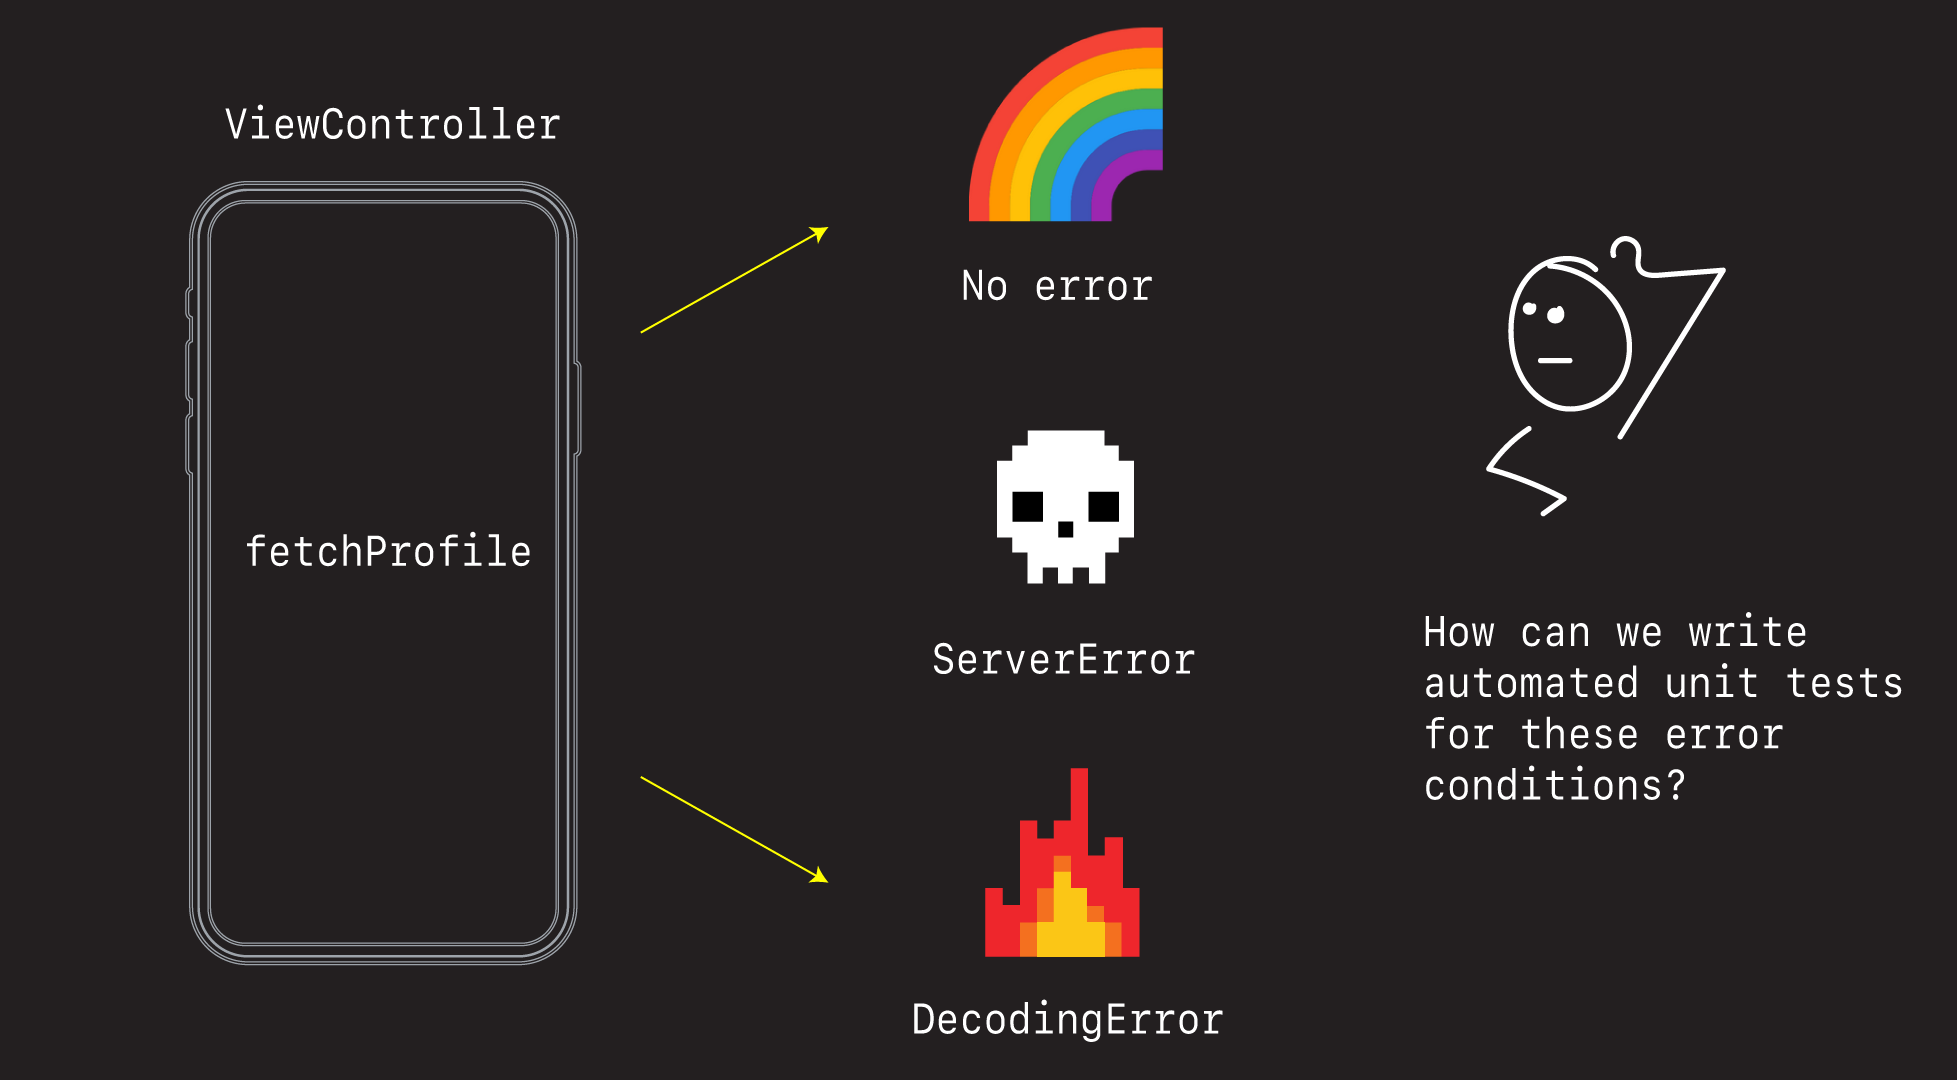 ViewController
fetchProfile
No error
ServerError
DecodingError
How can we write
automated unit tests
for these error
conditions?